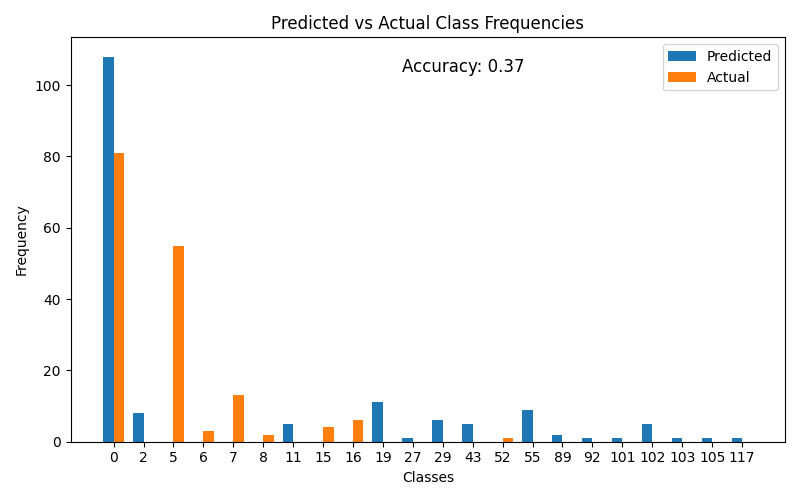 Predicted vs Actual Class Frequencies
Accuracy: 0.37
Predicted
Actual
Frequency
100
80
60
40
20
0
0 2 5 6 7 8 11 15 16 19 27 29 43 52 55 89 92 101 102 103 105 117
Classes